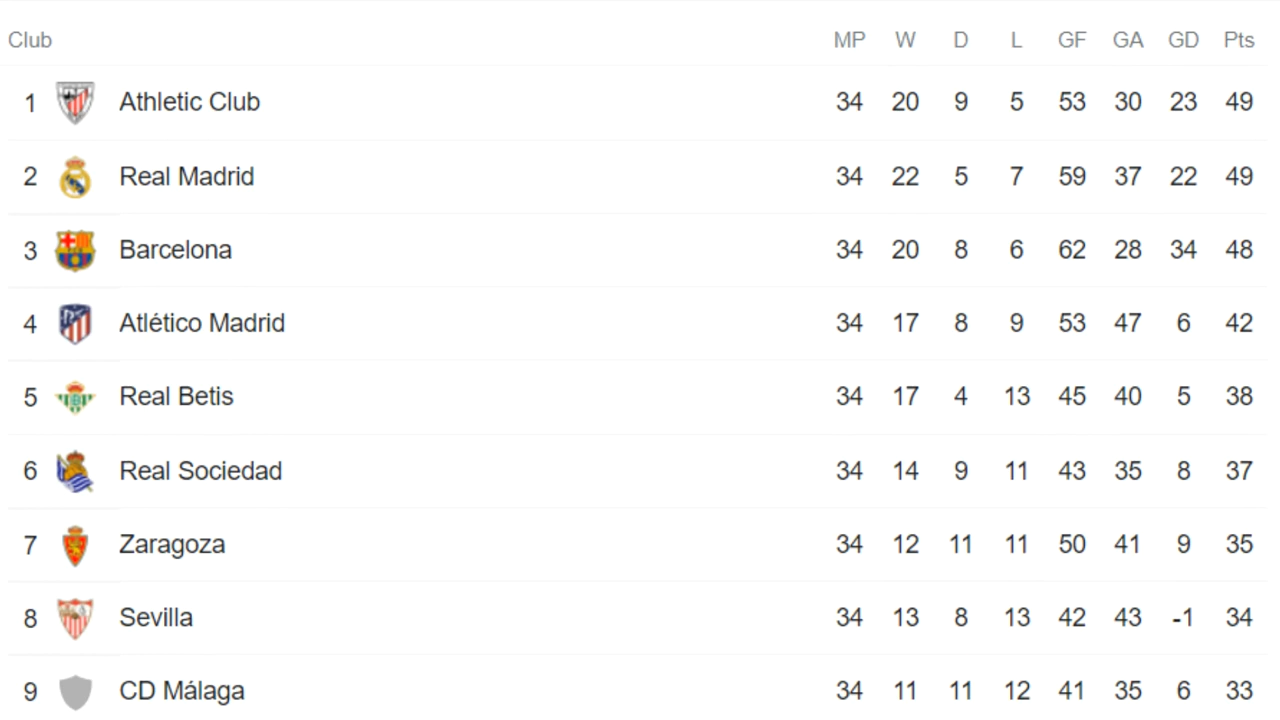 Club MP W D L GF GA GD Pts
1 Athletic Club 34 20 9 5 53 30 23 49
2 Real Madrid 34 22 5 7 59 37 22 49
3 Barcelona 34 20 8 6 62 28 34 48
4 Atlético Madrid 34 17 8 9 53 47 6 42
5 Real Betis 34 17 4 13 45 40 5 38
6 Real Sociedad 34 14 9 11 43 35 8 37
7 Zaragoza 34 12 11 11 50 41 9 35
8 Sevilla 34 13 8 13 42 43 -1 34
9 CD Málaga 34 11 11 12 41 35 6 33